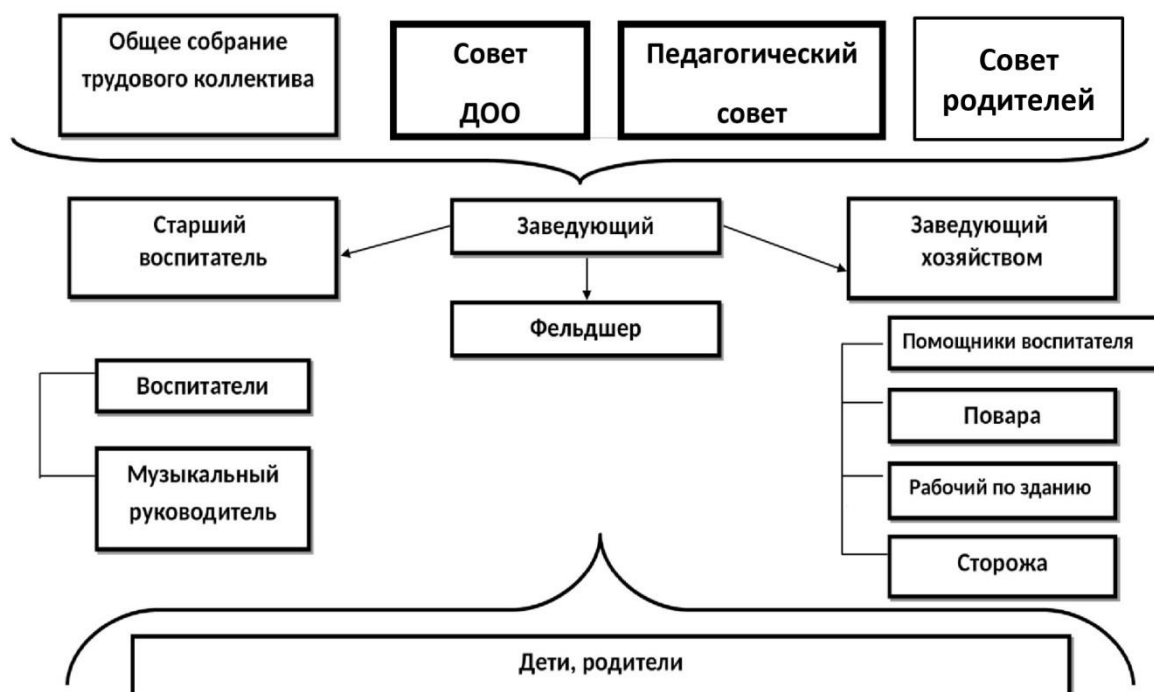 Общее собрание
трудового коллектива
Совет
ДОО
Педагогический
совет
Совет
родителей
Старший
воспитатель
Заведующий
Заведующий
хозяйством
Фельдшер
Помощники воспитателя
Воспитатели
Повара
Музыкальный
руководитель
Рабочий по зданию
Сторожа
Дети, родители